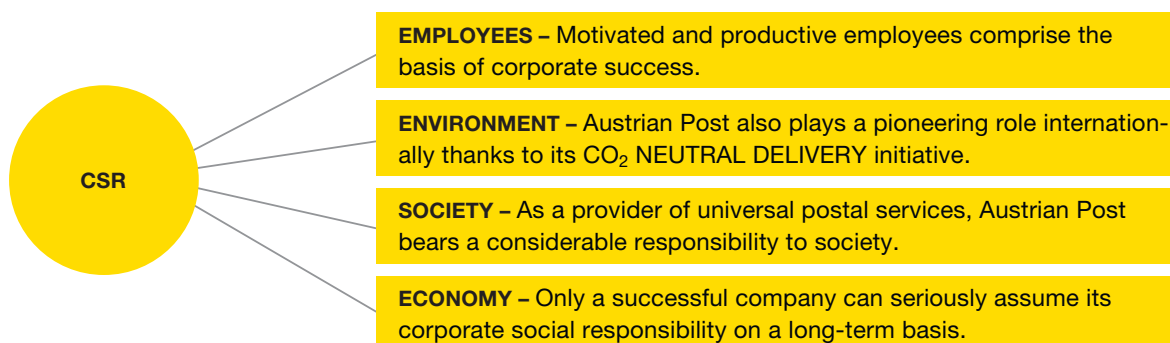 CSR
EMPLOYEES – Motivated and productive employees comprise the
basis of corporate success.
ENVIRONMENT – Austrian Post also plays a pioneering role internation-
ally thanks to its CO₂ NEUTRAL DELIVERY initiative.
SOCIETY – As a provider of universal postal services, Austrian Post
bears a considerable responsibility to society.
ECONOMY – Only a successful company can seriously assume its
corporate social responsibility on a long-term basis.